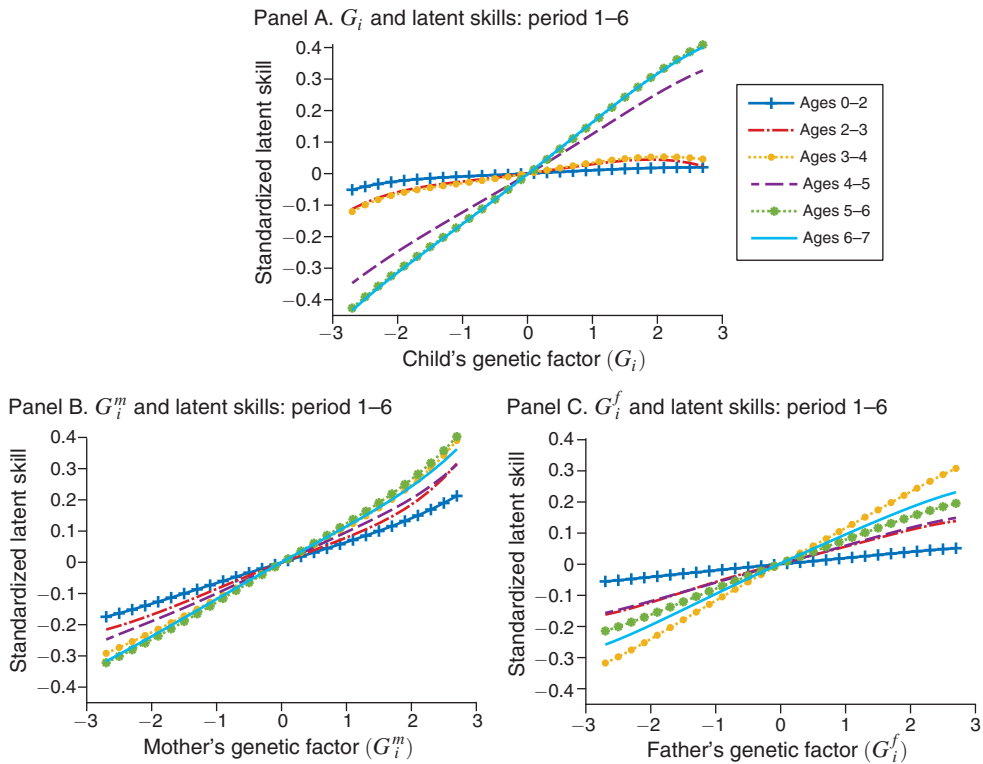 Panel A. G_i and latent skills: period 1–6
Standardized latent skill
0.4
0.3
0.2
0.1
0
−0.1
−0.2
−0.3
−0.4
−3 −2 −1 0 1 2 3
Child's genetic factor (G_i)
Ages 0–2
Ages 2–3
Ages 3–4
Ages 4–5
Ages 5–6
Ages 6–7
Panel B. G_i^m and latent skills: period 1–6
Standardized latent skill
0.4
0.3
0.2
0.1
0
−0.1
−0.2
−0.3
−0.4
−3 −2 −1 0 1 2 3
Mother's genetic factor (G_i^m)
Panel C. G_i^f and latent skills: period 1–6
Standardized latent skill
0.4
0.3
0.2
0.1
0
−0.1
−0.2
−0.3
−0.4
−3 −2 −1 0 1 2 3
Father's genetic factor (G_i^f)